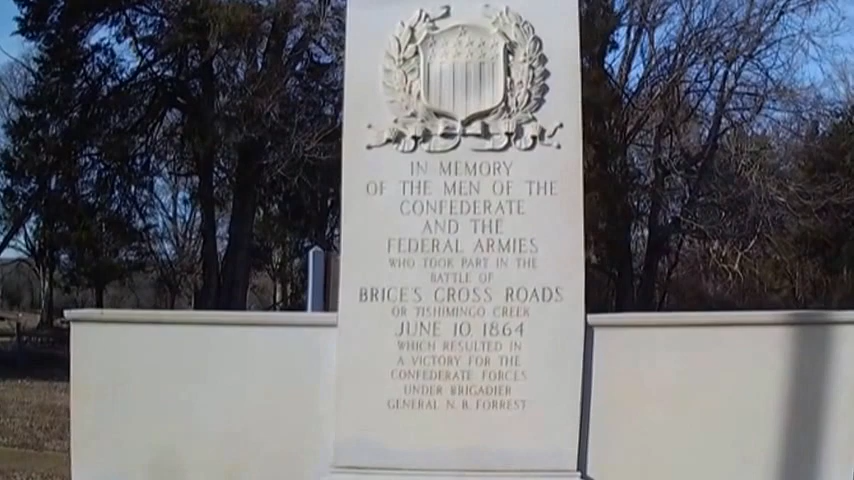 IN MEMORY
OF THE MEN OF THE
CONFEDERATE
AND THE
FEDERAL ARMIES
WHO TOOK PART IN THE
BATTLE OF
BRICE'S CROSS ROADS
OR TISHIMINGO CREEK
JUNE 10, 1864
WHICH RESULTED IN
A VICTORY FOR THE
CONFEDERATE FORCES
UNDER BRIGADIER
GENERAL N. B. FORREST